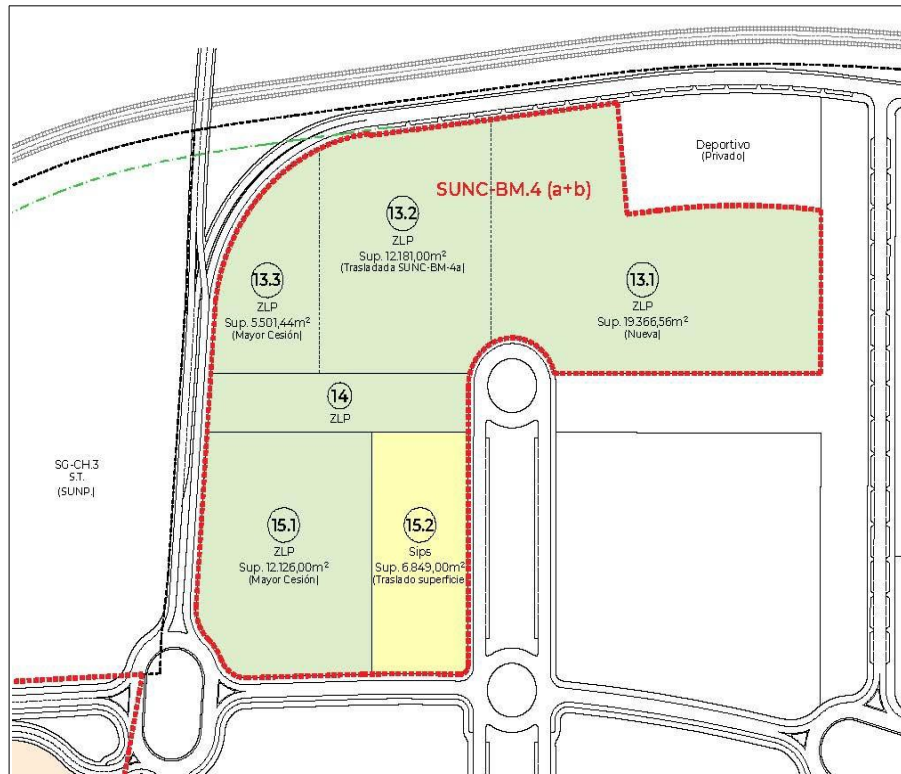 Deportivo
(Privado)
SUNC-BM.4 (a+b)
13.2
ZLP
Sup. 12.181,00m²
(Trasladada SUNC-BM-4a)
13.3
ZLP
Sup. 5.501,44m²
(Mayor Cesión)
13.1
ZLP
Sup. 19.366,56m²
(Nueva)
14
ZLP
SG-CH.3
S.T.
(SUNP.)
15.1
ZLP
Sup. 12.126,00m²
(Mayor Cesión)
15.2
Sips
Sup. 6.849,00m²
(Traslado superficie